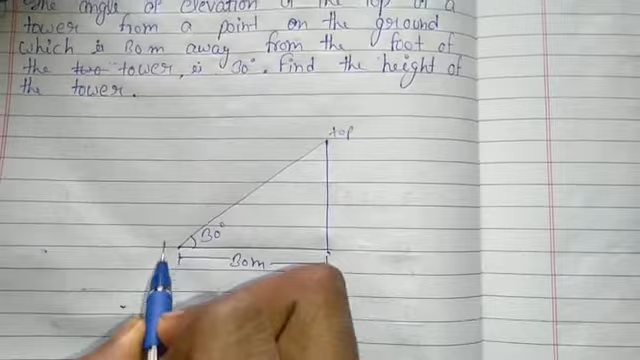 The angle of elevation of the top of a
tower from a point on the ground
which is 30m away from the foot of
the two tower, is 30°. Find the height of
the tower.
top
30°
30m